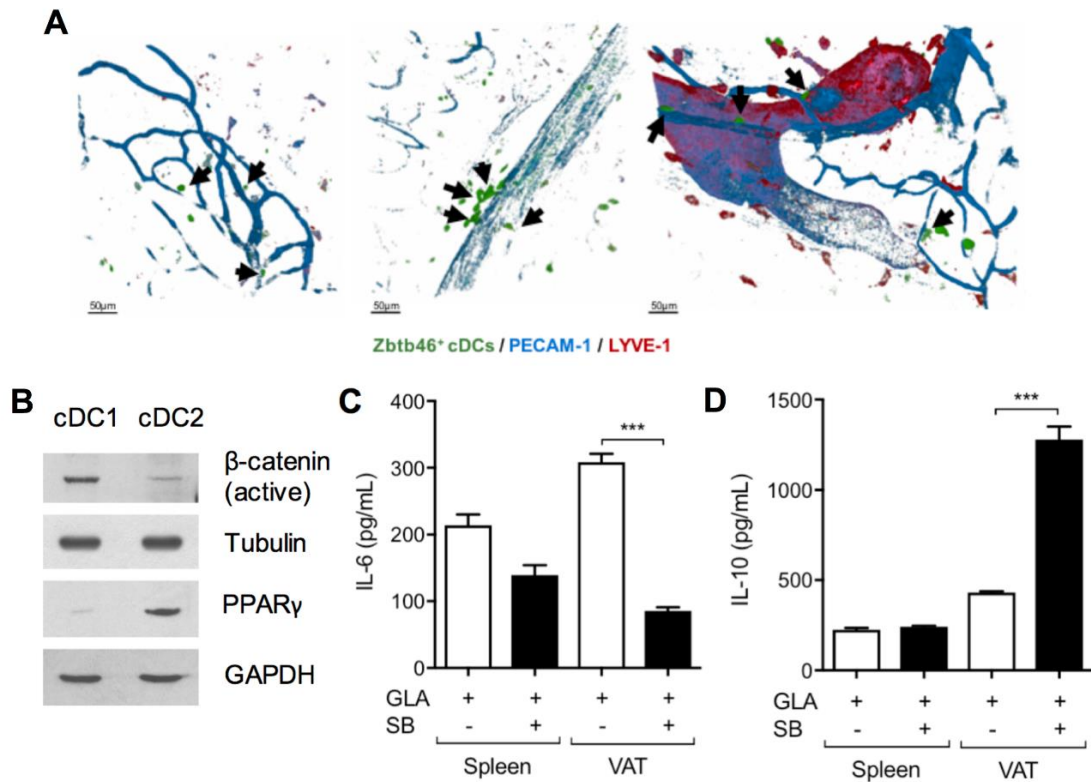 A
50µm
50µm
50µm
Zbtb46⁺ cDCs / PECAM-1 / LYVE-1
B
cDC1 cDC2
β-catenin
(active)
Tubulin
PPARγ
GAPDH
C
IL-6 (pg/mL)
400
300
200
100
0
***
GLA + + + +
SB - + - +
Spleen VAT
D
IL-10 (pg/mL)
1500
1000
500
0
***
GLA + + + +
SB - + - +
Spleen VAT